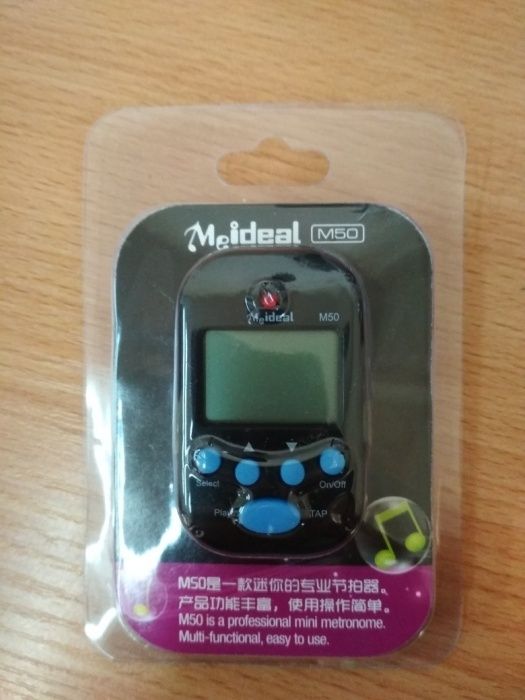 Meideal M50
Meideal M50
Select On/Off
Play TAP
M50是一款迷你的专业节拍器。
产品功能丰富，使用操作简单。
M50 is a professional mini metronome.
Multi-functional, easy to use.